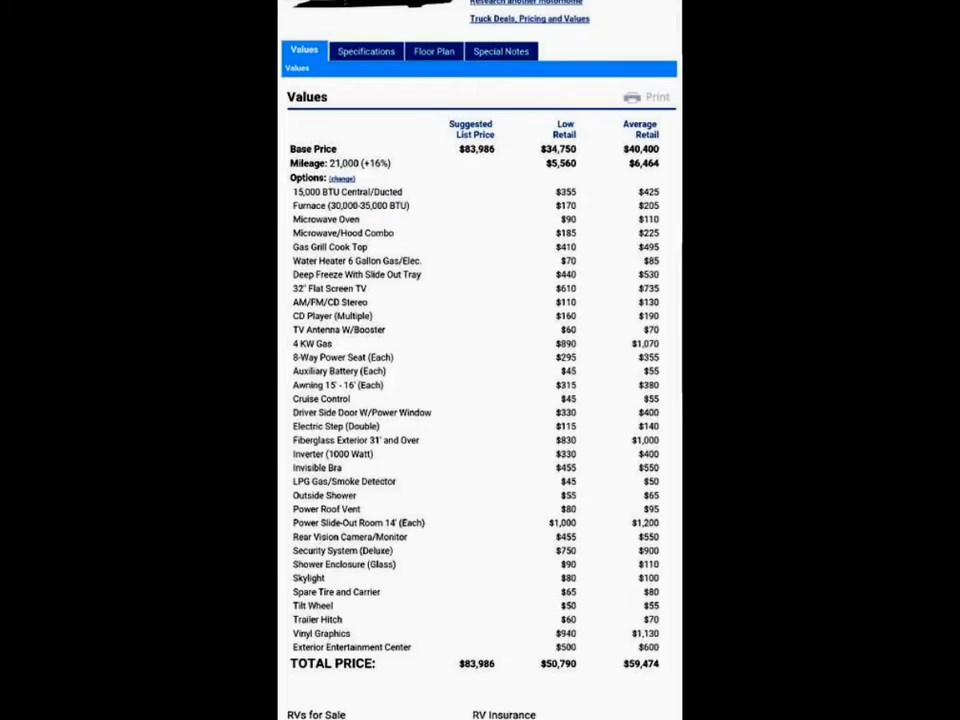 Research another motorhome
Truck Deals, Pricing and Values
Values Specifications Floor Plan Special Notes
Values
Values Print
Suggested List Price Low Retail Average Retail
Base Price $83,986 $34,750 $40,400
Mileage: 21,000 (+16%) $5,560 $6,464
Options: (change)
15,000 BTU Central/Ducted $355 $425
Furnace (30,000-35,000 BTU) $170 $205
Microwave Oven $90 $110
Microwave/Hood Combo $185 $225
Gas Grill Cook Top $410 $495
Water Heater 6 Gallon Gas/Elec. $70 $85
Deep Freeze With Slide Out Tray $440 $530
32" Flat Screen TV $610 $735
AM/FM/CD Stereo $110 $130
CD Player (Multiple) $160 $190
TV Antenna W/Booster $60 $70
4 KW Gas $890 $1,070
8-Way Power Seat (Each) $295 $355
Auxiliary Battery (Each) $45 $55
Awning 15' - 16' (Each) $315 $380
Cruise Control $45 $55
Driver Side Door W/Power Window $330 $400
Electric Step (Double) $115 $140
Fiberglass Exterior 31' and Over $830 $1,000
Inverter (1000 Watt) $330 $400
Invisible Bra $455 $550
LPG Gas/Smoke Detector $45 $50
Outside Shower $55 $65
Power Roof Vent $80 $95
Power Slide-Out Room 14' (Each) $1,000 $1,200
Rear Vision Camera/Monitor $455 $550
Security System (Deluxe) $750 $900
Shower Enclosure (Glass) $90 $110
Skylight $80 $100
Spare Tire and Carrier $65 $80
Tilt Wheel $50 $55
Trailer Hitch $60 $70
Vinyl Graphics $940 $1,130
Exterior Entertainment Center $500 $600
TOTAL PRICE: $83,986 $50,790 $59,474
RVs for Sale RV Insurance